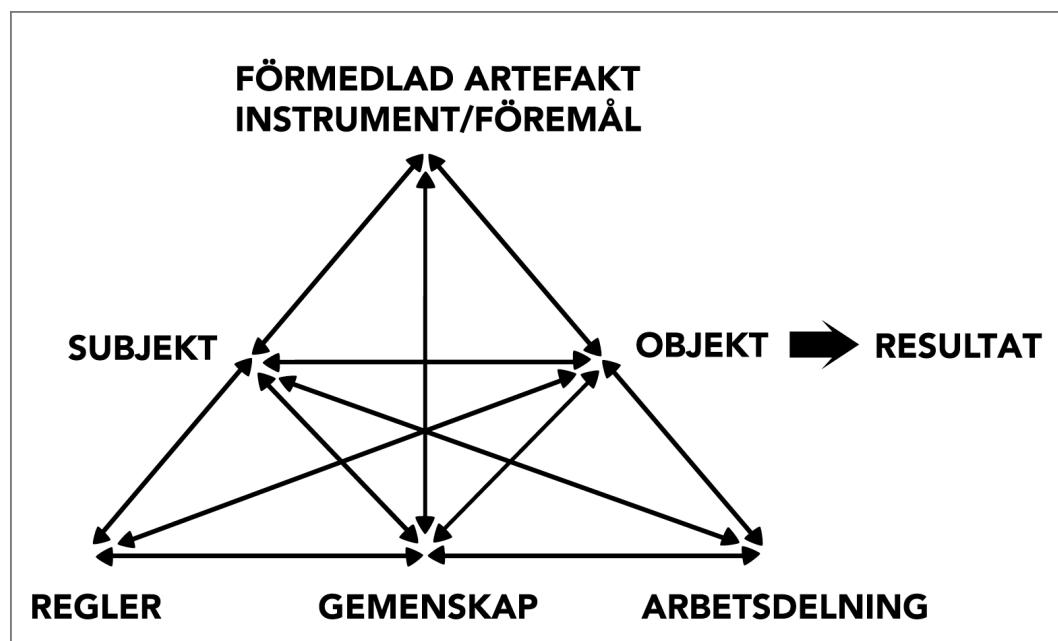 FÖRMEDLAD ARTEFAKT
INSTRUMENT/FÖREMÅL
SUBJEKT
OBJEKT
RESULTAT
REGLER
GEMENSKAP
ARBETSDELNING